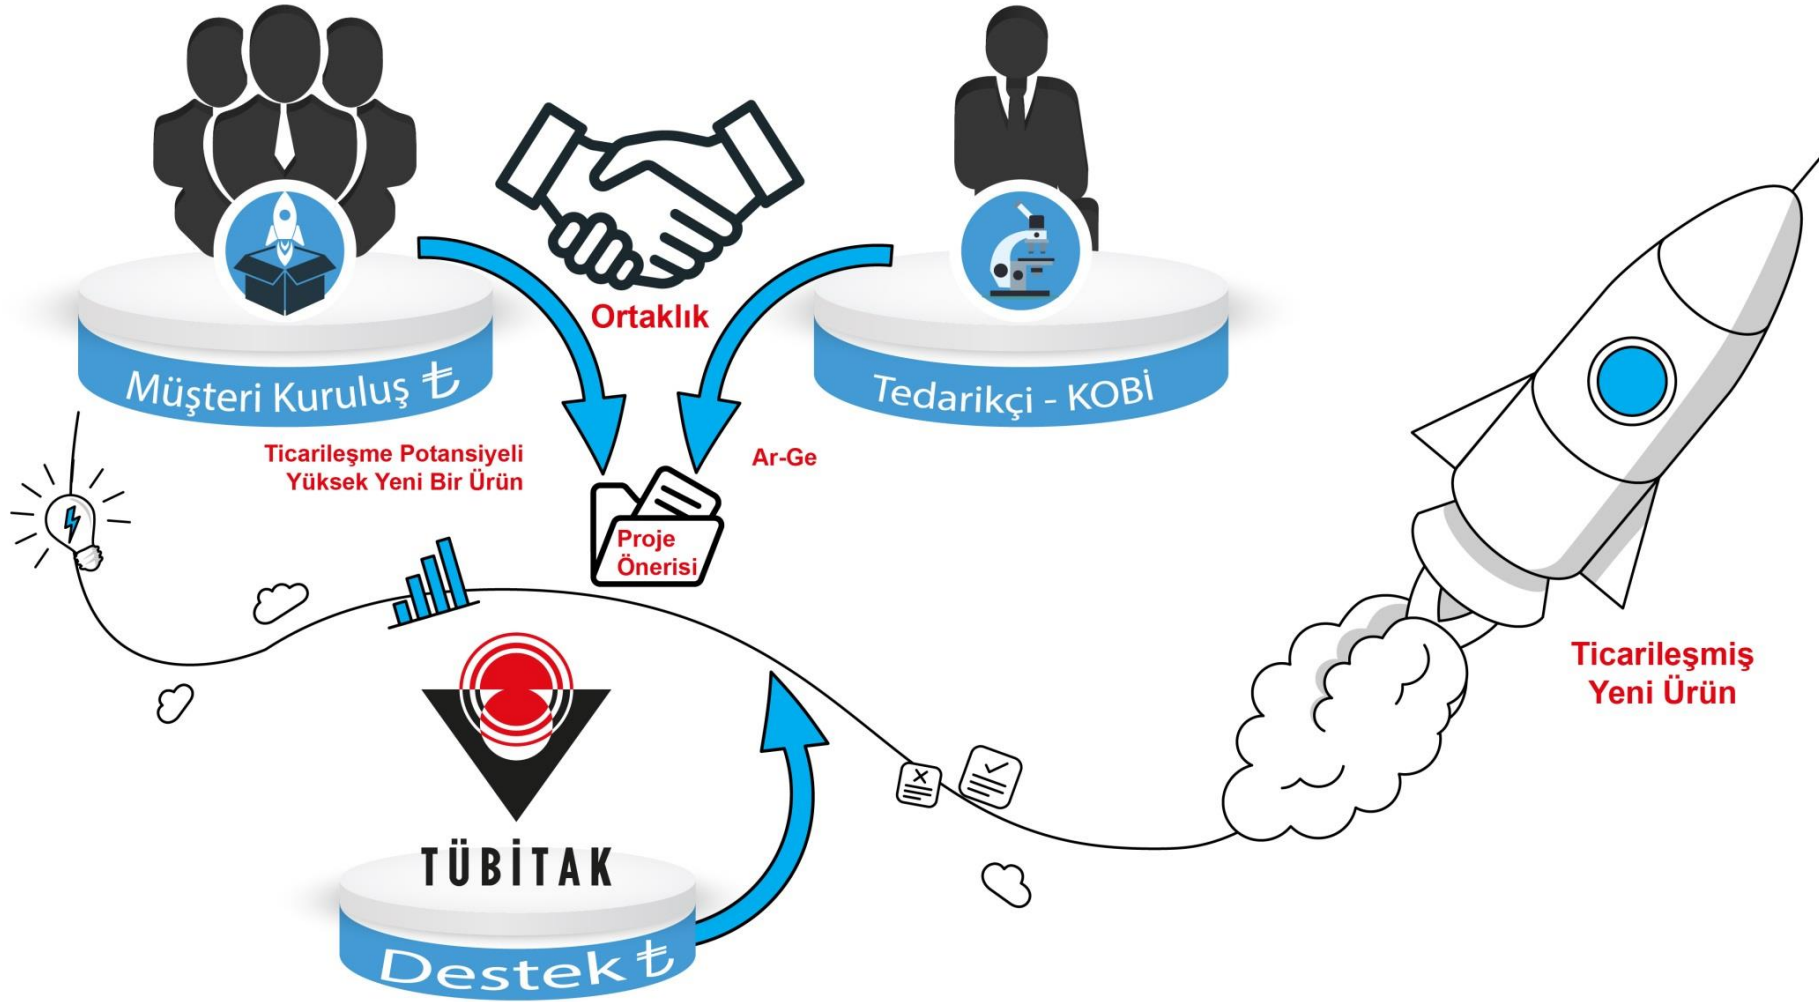 Ortaklık
Müşteri Kuruluş ₺
Tedarikçi - KOBİ
Ticarileşme Potansiyeli
Yüksek Yeni Bir Ürün
Ar-Ge
Proje
Önerisi
Ticarileşmiş
Yeni Ürün
TÜBİTAK
Destek ₺